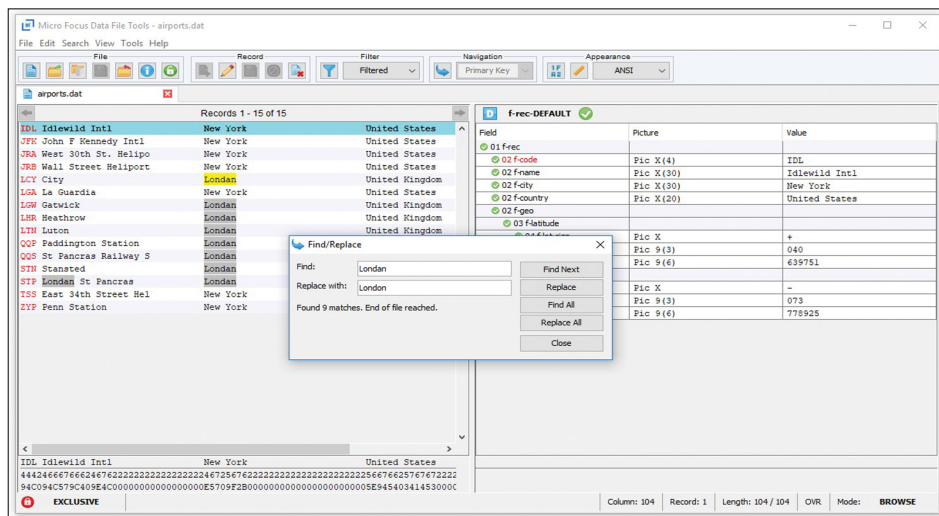 Micro Focus Data File Tools - airports.dat
File Edit Search View Tools Help
File Record Filter Navigation Appearance
Filtered Primary Key ANSI
airports.dat
Records 1 - 15 of 15
IDL Idlewild Intl New York United States
JFK John F Kennedy Intl New York United States
JRA West 30th St. Helipo New York United States
JRB Wall Street Heliport New York United States
LCY City Londan United Kingdom
LGA La Guardia New York United States
LGW Gatwick Londan United Kingdom
LHR Heathrow Londan United Kingdom
LTN Luton Londan United Kingdom
QQP Paddington Station Londan
QQS St Pancras Railway S Londan
STN Stansted Londan
STP Londan St Pancras Londan
TSS East 34th Street Hel New York
ZYP Penn Station New York
IDL Idlewild Intl New York United States
EXCLUSIVE
D f-rec-DEFAULT
Field Picture Value
01 f-rec
02 f-code Pic X(4) IDL
02 f-name Pic X(30) Idlewild Intl
02 f-city Pic X(30) New York
02 f-country Pic X(20) United States
02 f-geo
03 f-latitude
Pic X +
Pic 9(3) 040
Pic 9(6) 639751
Pic X -
Pic 9(3) 073
Pic 9(6) 778925
Find/Replace
Find: Londan Find Next
Replace with: London Replace
Found 9 matches. End of file reached. Find All
Replace All
Close
Column: 104 Record: 1 Length: 104 / 104 OVR Mode: BROWSE